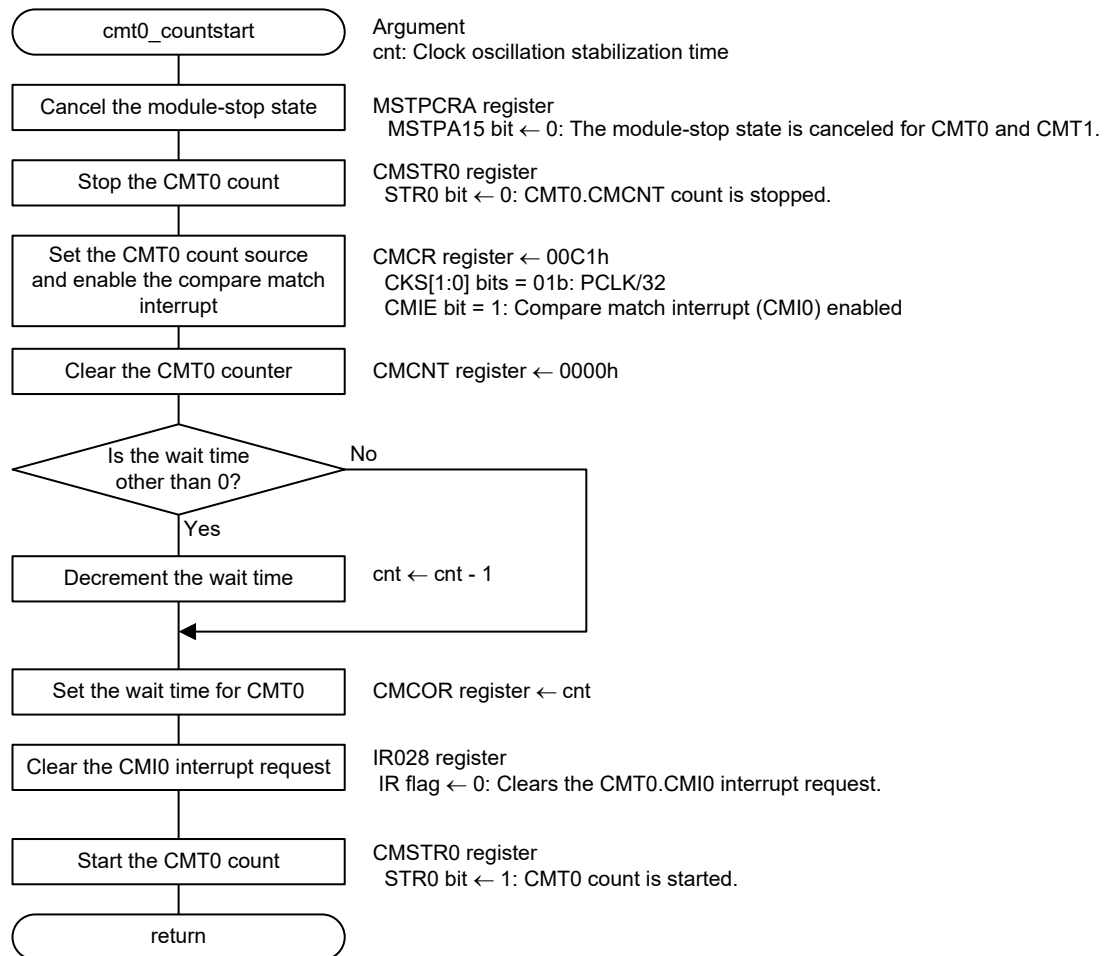 cmt0_countstart
Argument
cnt: Clock oscillation stabilization time
Cancel the module-stop state
MSTPCRA register
MSTPA15 bit ← 0: The module-stop state is canceled for CMT0 and CMT1.
Stop the CMT0 count
CMSTR0 register
STR0 bit ← 0: CMT0.CMCNT count is stopped.
Set the CMT0 count source
and enable the compare match
interrupt
CMCR register ← 00C1h
CKS[1:0] bits = 01b: PCLK/32
CMIE bit = 1: Compare match interrupt (CMI0) enabled
Clear the CMT0 counter
CMCNT register ← 0000h
Is the wait time
other than 0?
No
Yes
Decrement the wait time
cnt ← cnt - 1
Set the wait time for CMT0
CMCOR register ← cnt
Clear the CMI0 interrupt request
IR028 register
IR flag ← 0: Clears the CMT0.CMI0 interrupt request.
Start the CMT0 count
CMSTR0 register
STR0 bit ← 1: CMT0 count is started.
return